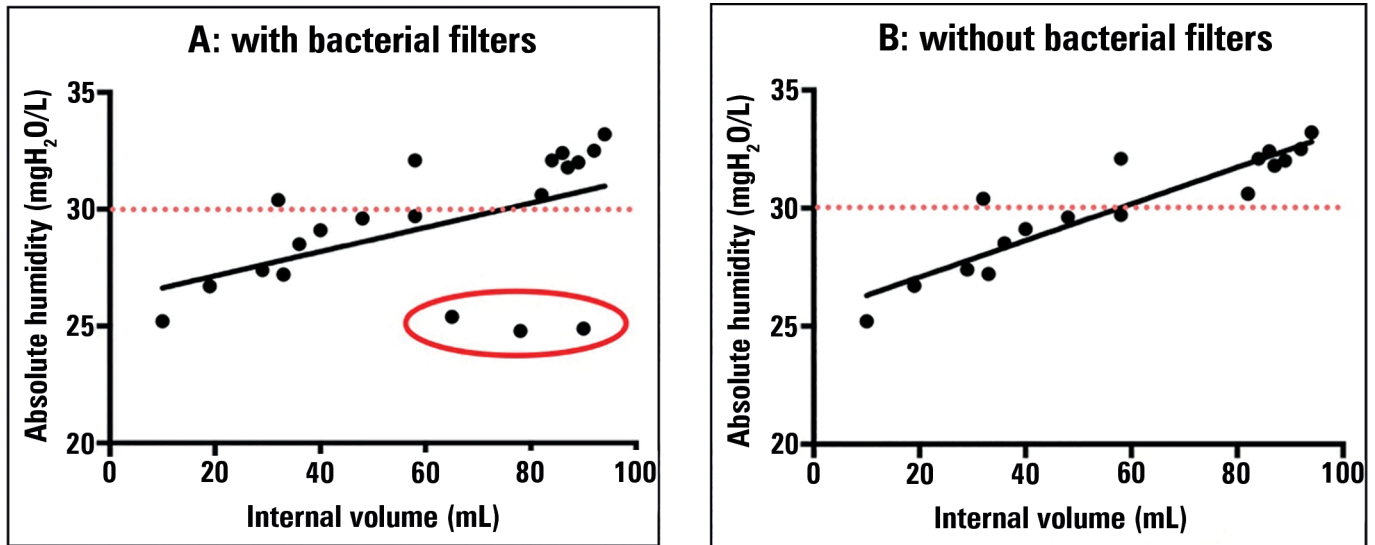 A: with bacterial filters
Absolute humidity (mgH₂O/L)
35
30
25
20
0 20 40 60 80 100
Internal volume (mL)
B: without bacterial filters
Absolute humidity (mgH₂O/L)
35
30
25
20
0 20 40 60 80 100
Internal volume (mL)